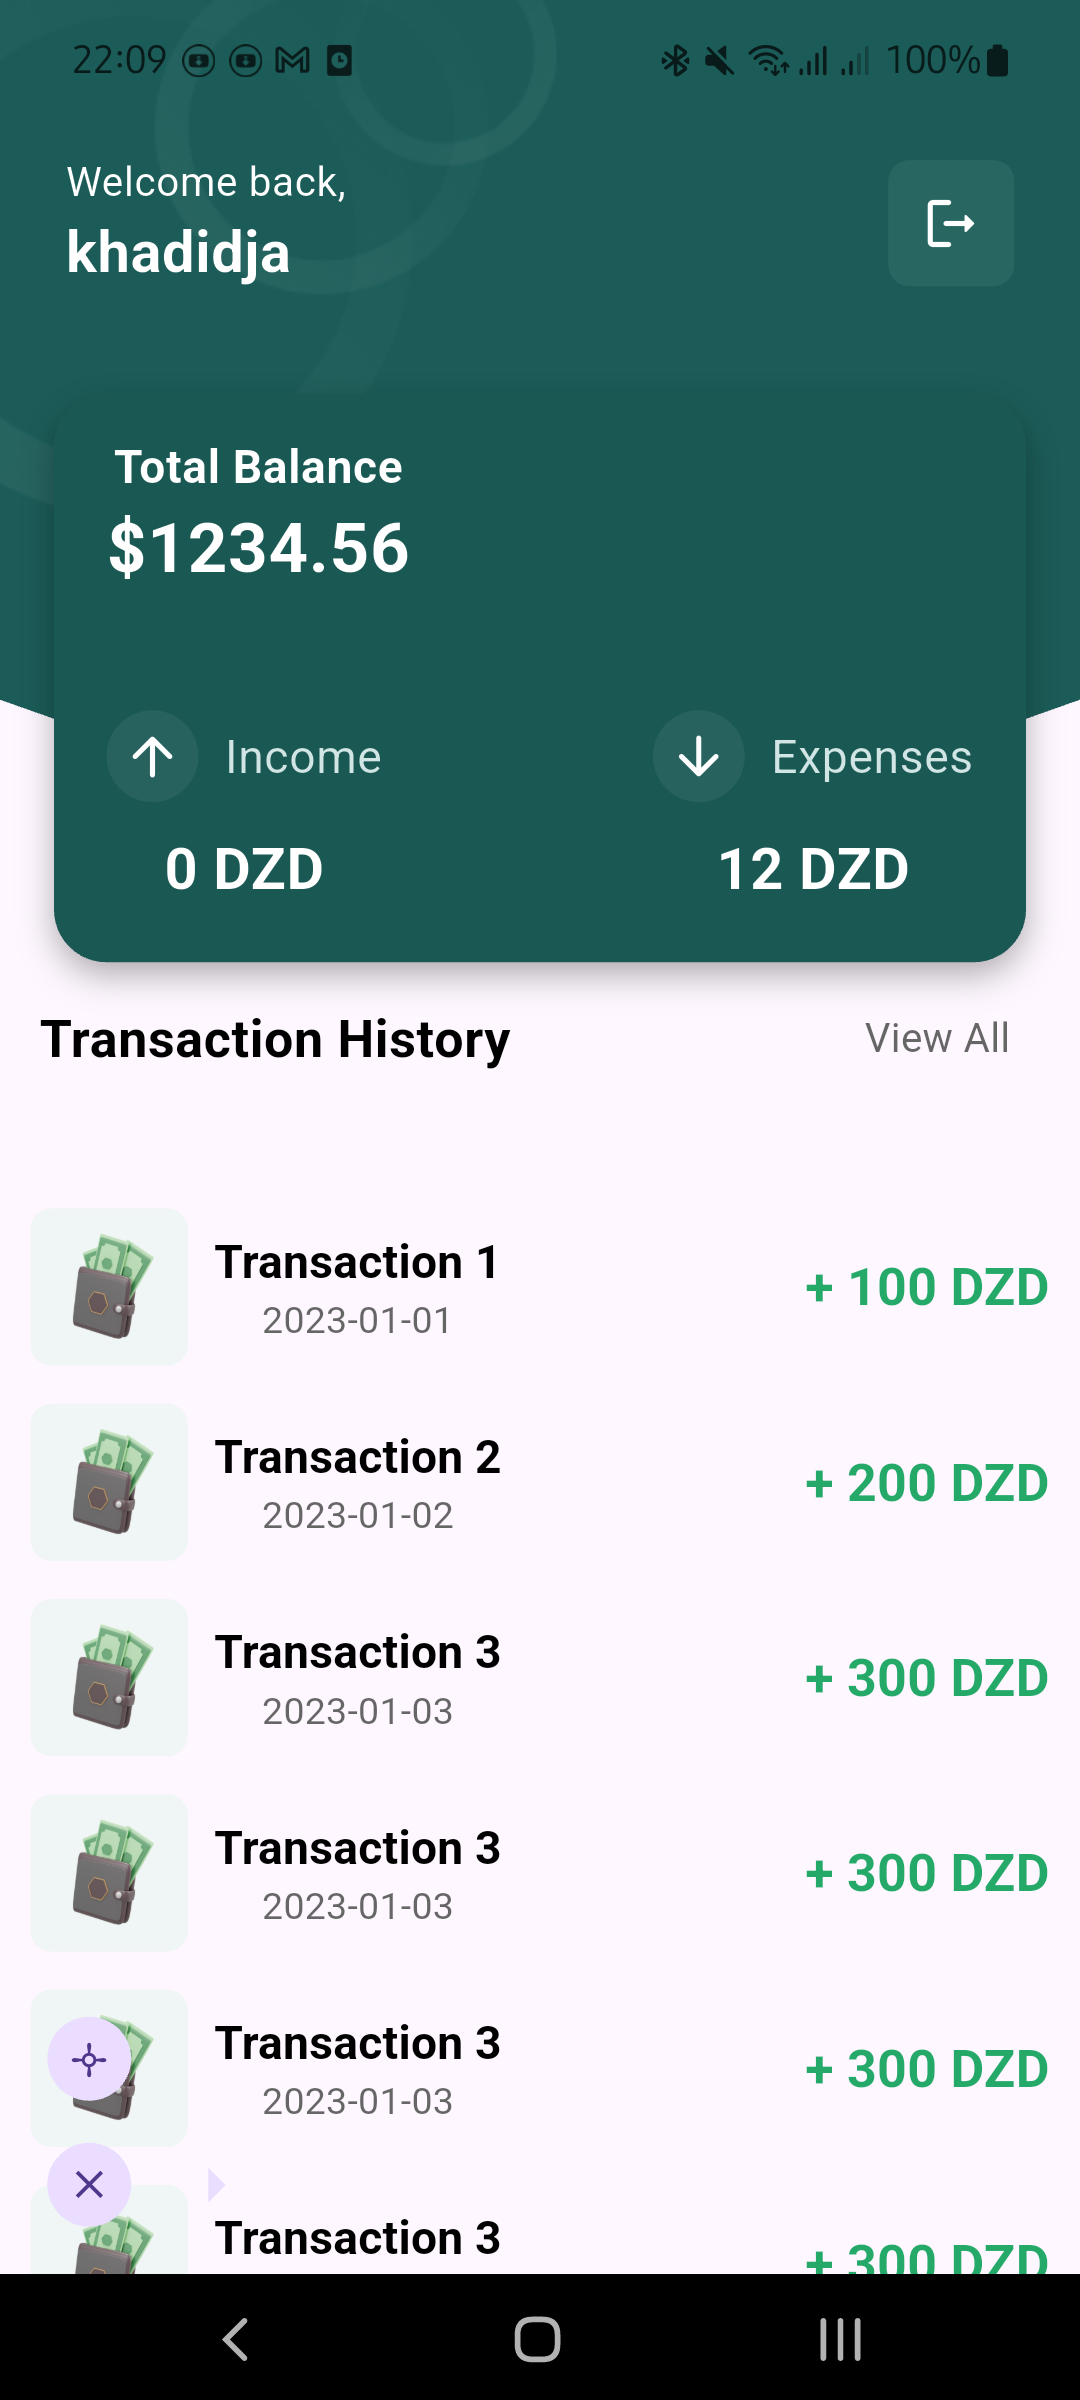 22:09 100%
Welcome back,
khadidja
Total Balance
$1234.56
Income Expenses
0 DZD 12 DZD
Transaction History View All
Transaction 1
2023-01-01
+ 100 DZD
Transaction 2
2023-01-02
+ 200 DZD
Transaction 3
2023-01-03
+ 300 DZD
Transaction 3
2023-01-03
+ 300 DZD
Transaction 3
2023-01-03
+ 300 DZD
Transaction 3
+ 300 DZD